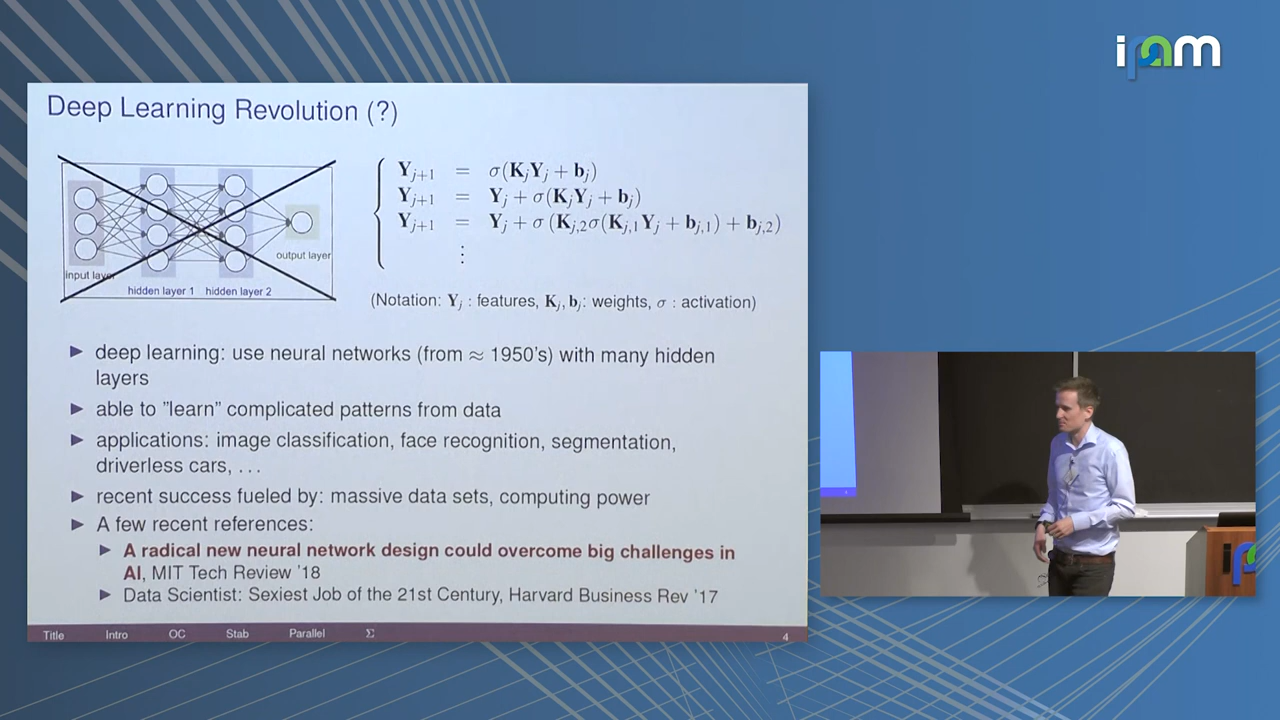 ipam
Deep Learning Revolution (?)
input layer
hidden layer 1
hidden layer 2
output layer
Y_{j+1} = σ(K_jY_j + b_j)
Y_{j+1} = Y_j + σ(K_jY_j + b_j)
Y_{j+1} = Y_j + σ (K_{j,2}σ(K_{j,1}Y_j + b_{j,1}) + b_{j,2})
⋮
(Notation: Y_j : features, K_j, b_j: weights, σ : activation)
▶ deep learning: use neural networks (from ≈ 1950's) with many hidden
layers
▶ able to "learn" complicated patterns from data
▶ applications: image classification, face recognition, segmentation,
driverless cars, . . .
▶ recent success fueled by: massive data sets, computing power
▶ A few recent references:
▶ A radical new neural network design could overcome big challenges in
AI, MIT Tech Review '18
▶ Data Scientist: Sexiest Job of the 21st Century, Harvard Business Rev '17
Title Intro OC Stab Parallel Σ 4